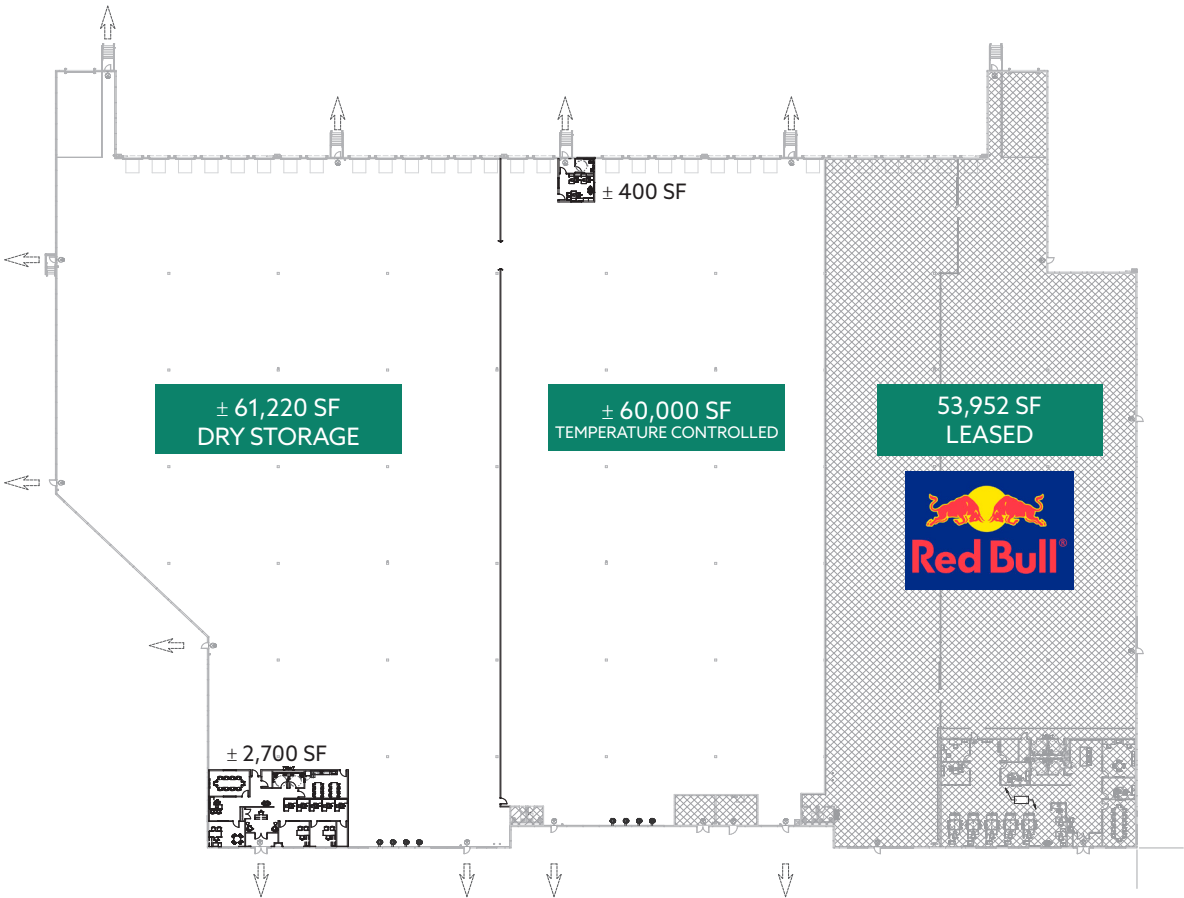 ± 400 SF
± 61,220 SF
DRY STORAGE
± 60,000 SF
TEMPERATURE CONTROLLED
53,952 SF
LEASED
Red Bull®
± 2,700 SF